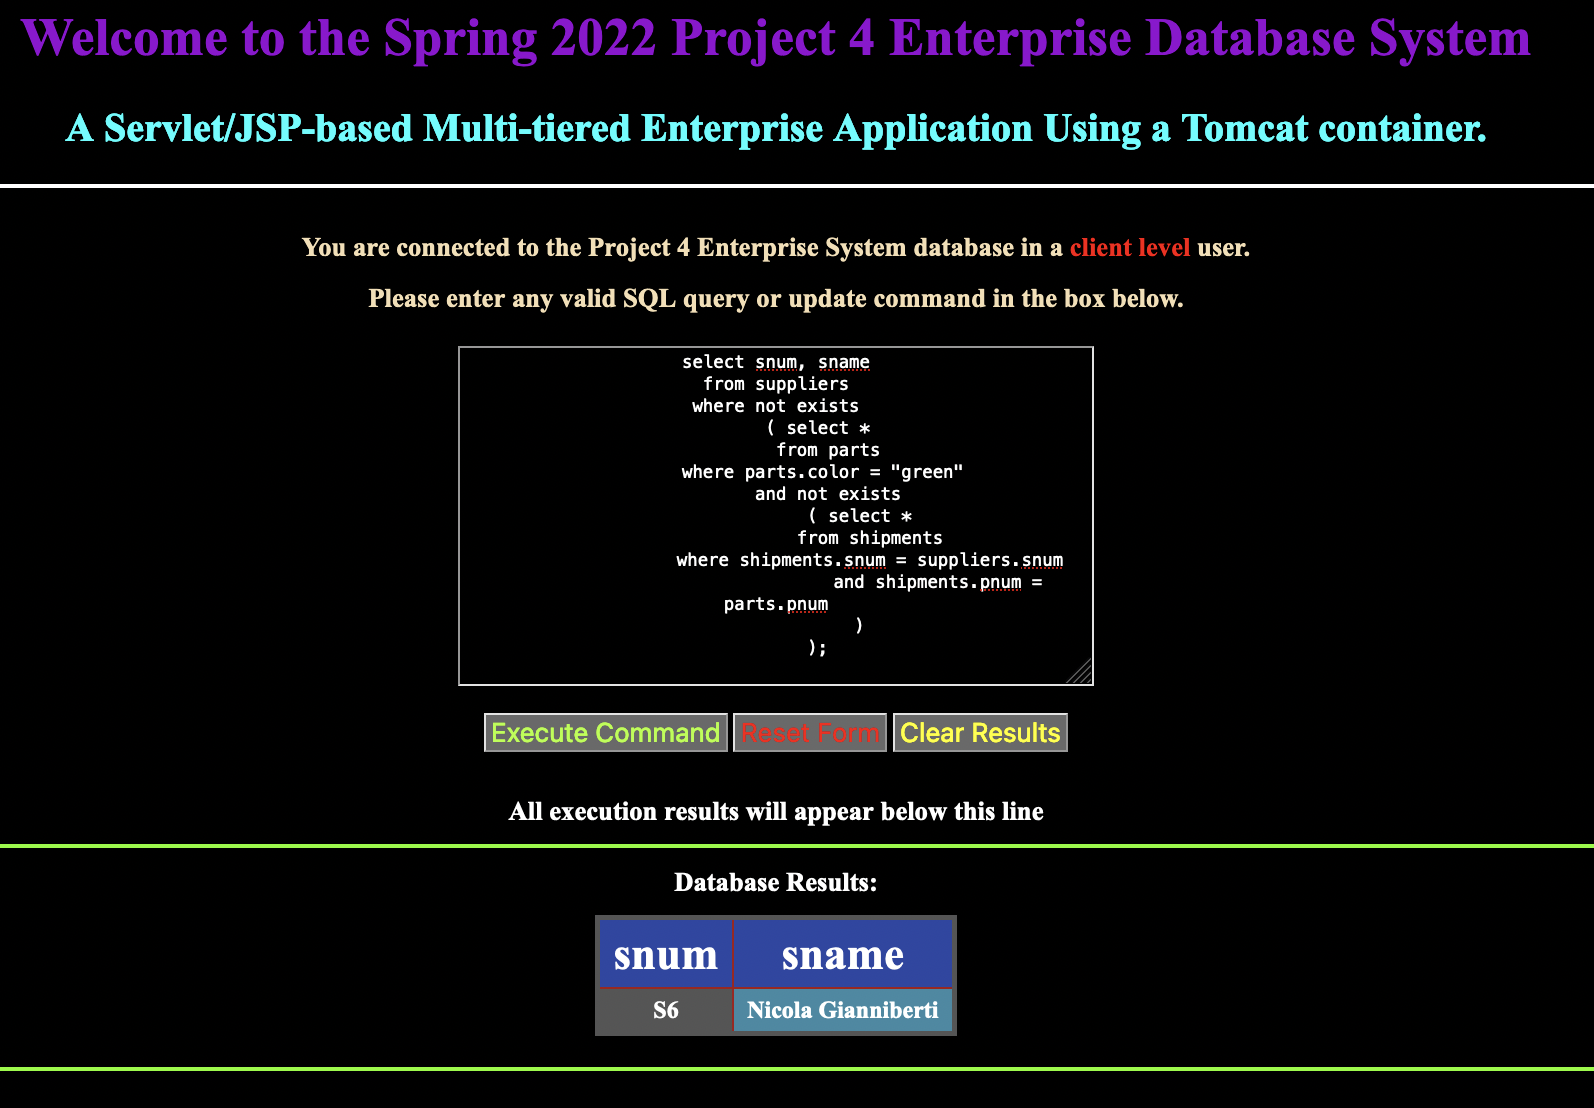 Welcome to the Spring 2022 Project 4 Enterprise Database System
A Servlet/JSP-based Multi-tiered Enterprise Application Using a Tomcat container.
You are connected to the Project 4 Enterprise System database in a client level user.
Please enter any valid SQL query or update command in the box below.
select snum, sname
from suppliers
where not exists
( select *
from parts
where parts.color = "green"
and not exists
( select *
from shipments
where shipments.snum = suppliers.snum
and shipments.pnum =
parts.pnum
)
);
Execute Command Reset Form Clear Results
All execution results will appear below this line
Database Results:
snum sname
S6 Nicola Gianniberti